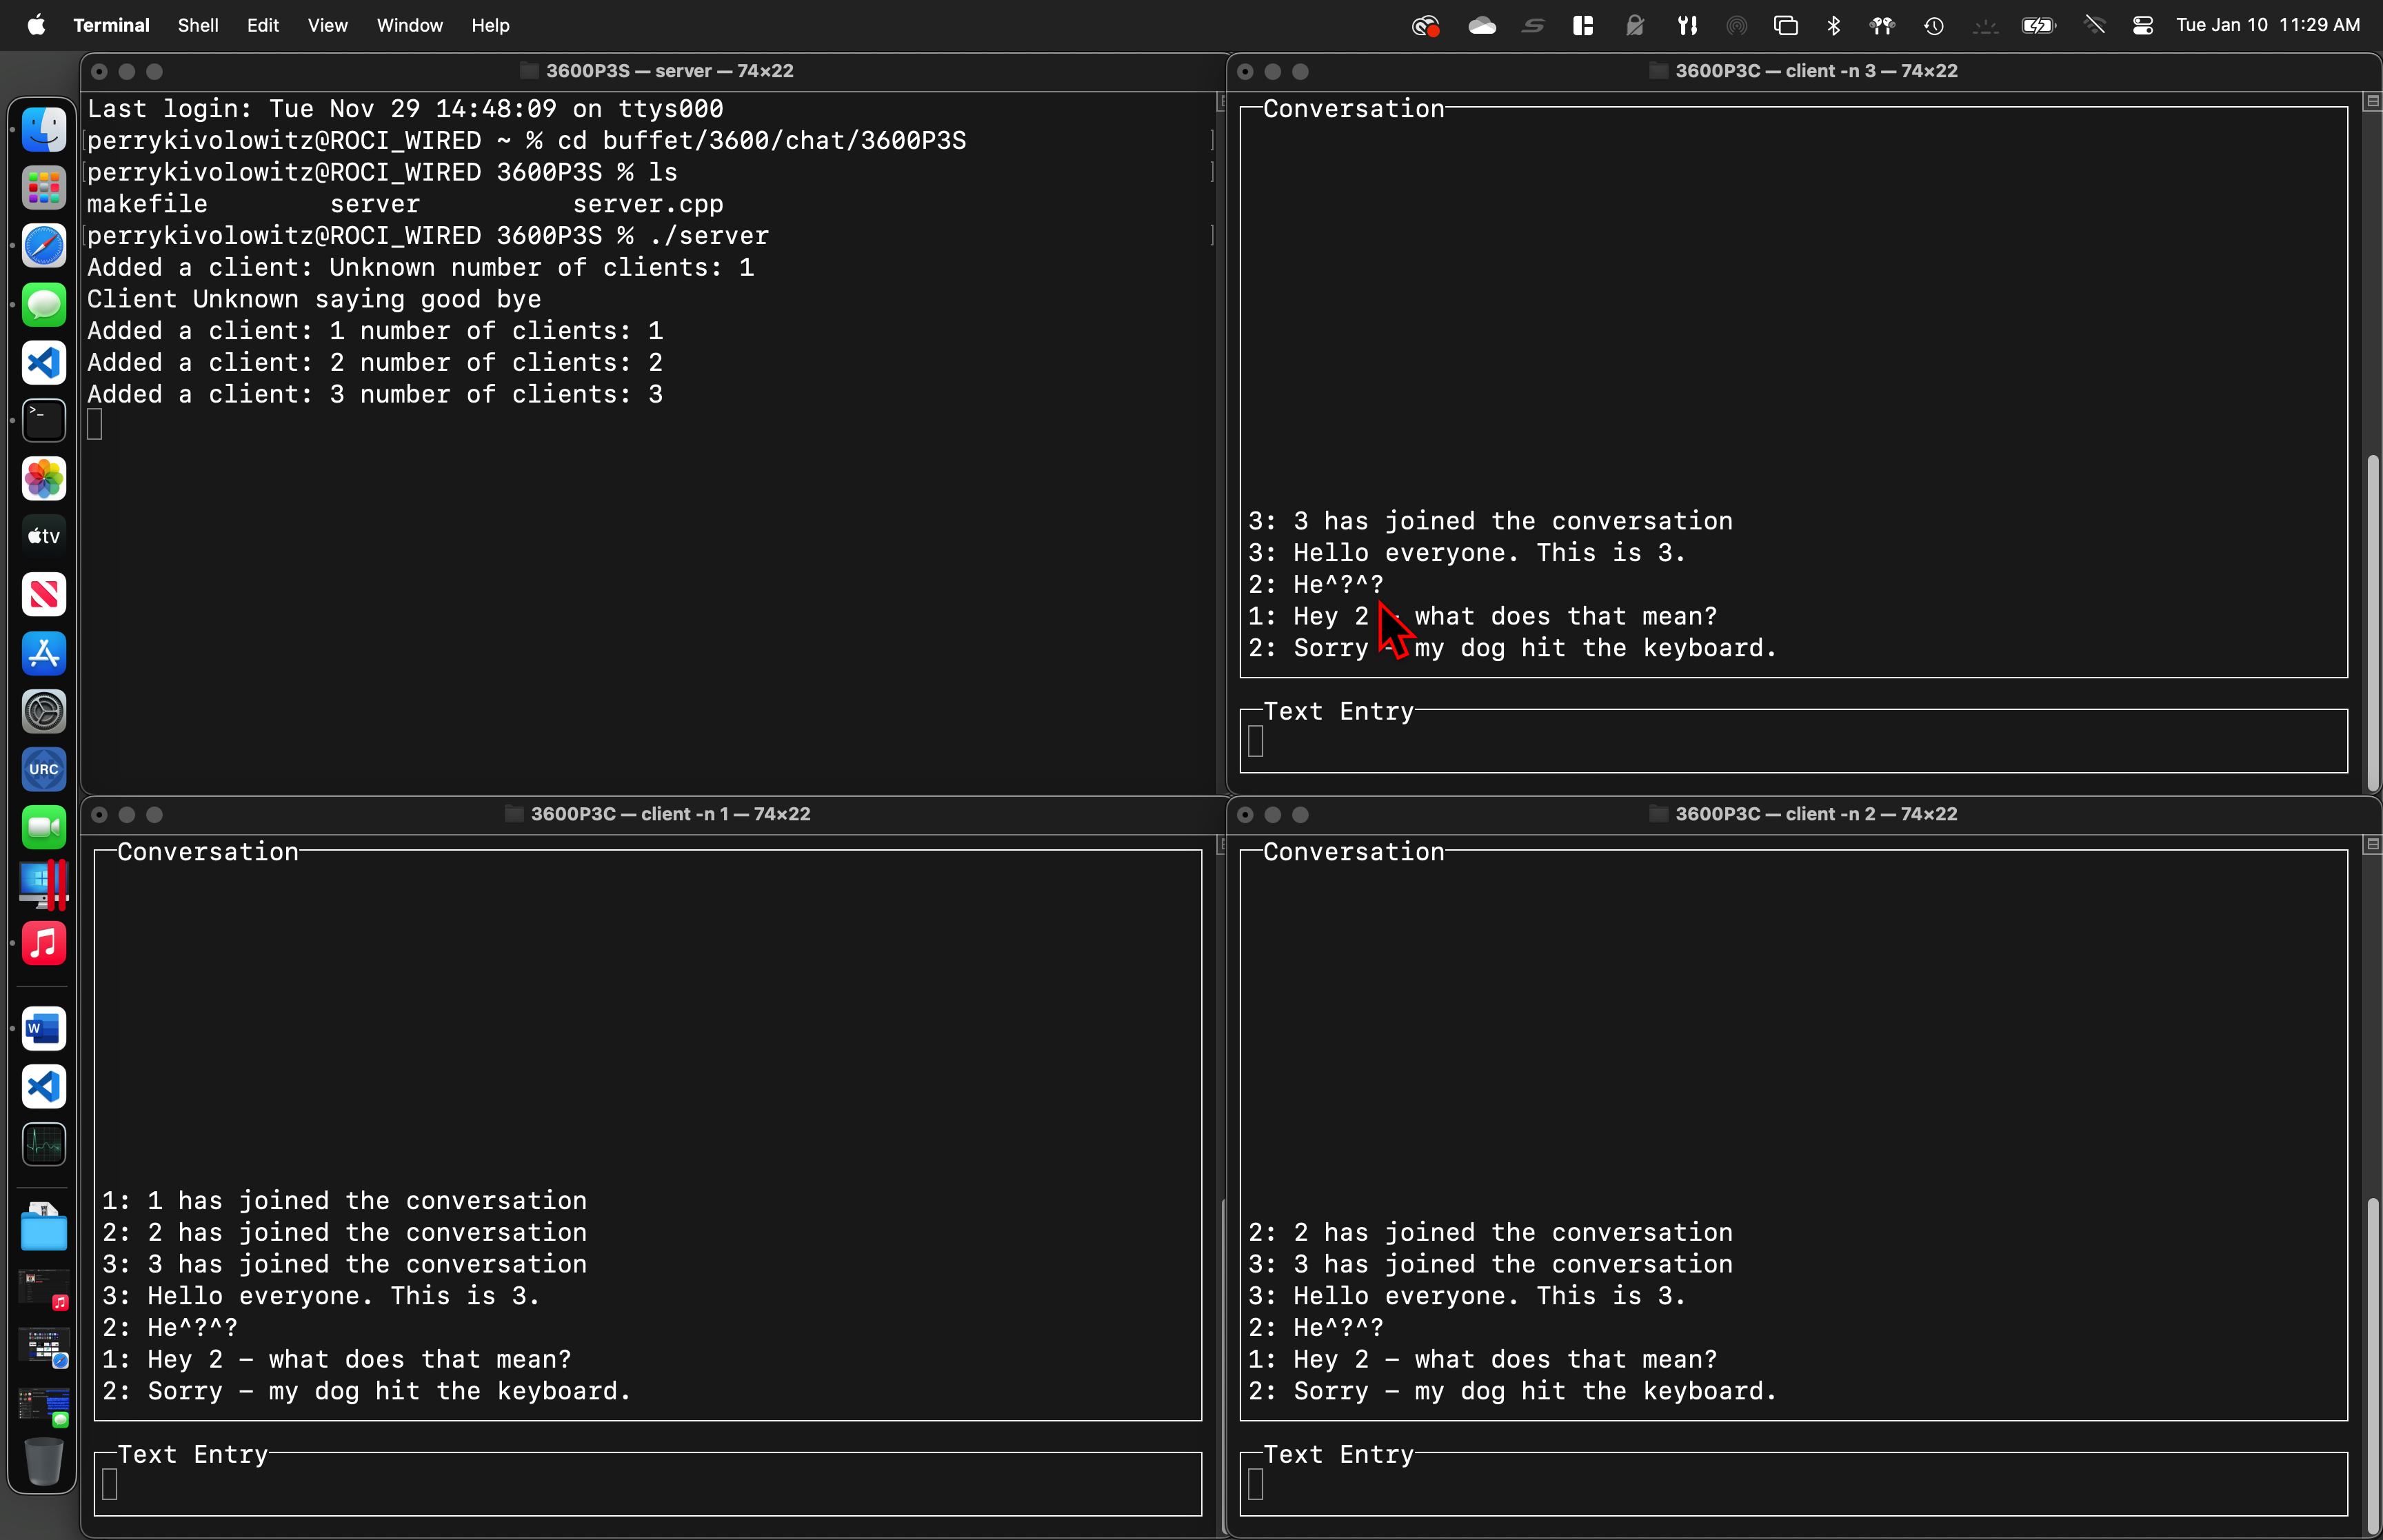 Terminal Shell Edit View Window Help Tue Jan 10 11:29 AM
3600P3S — server — 74×22
Last login: Tue Nov 29 14:48:09 on ttys000
[perrykivolowitz@ROCI_WIRED ~ % cd buffet/3600/chat/3600P3S ]
[perrykivolowitz@ROCI_WIRED 3600P3S % ls ]
makefile server server.cpp
[perrykivolowitz@ROCI_WIRED 3600P3S % ./server ]
Added a client: Unknown number of clients: 1
Client Unknown saying good bye
Added a client: 1 number of clients: 1
Added a client: 2 number of clients: 2
Added a client: 3 number of clients: 3
3600P3C — client -n 3 — 74×22
Conversation
3: 3 has joined the conversation
3: Hello everyone. This is 3.
2: He^?^?
1: Hey 2 - what does that mean?
2: Sorry - my dog hit the keyboard.
Text Entry
3600P3C — client -n 1 — 74×22
Conversation
1: 1 has joined the conversation
2: 2 has joined the conversation
3: 3 has joined the conversation
3: Hello everyone. This is 3.
2: He^?^?
1: Hey 2 - what does that mean?
2: Sorry - my dog hit the keyboard.
Text Entry
3600P3C — client -n 2 — 74×22
Conversation
2: 2 has joined the conversation
3: 3 has joined the conversation
3: Hello everyone. This is 3.
2: He^?^?
1: Hey 2 - what does that mean?
2: Sorry - my dog hit the keyboard.
Text Entry
>_
tv
URC
W